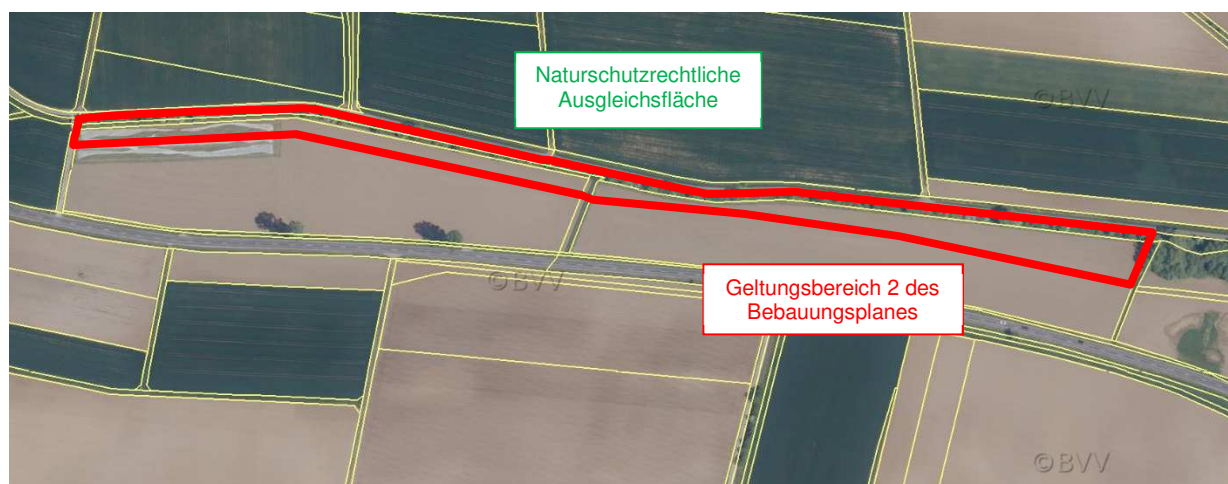 Naturschutzrechtliche
Ausgleichsfläche
©BVV
©BVV
Geltungsbereich 2 des
Bebauungsplanes
©BVV